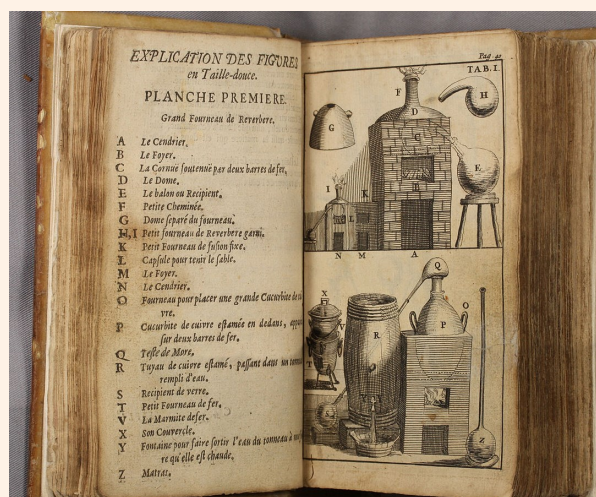 EXPLICATION DES FIGURES
en Taille-douce.
PLANCHE PREMIERE.
Grand Fourneau de Reverbere.
A Le Cendrier.
B Le Foyer.
C La Cornuë soutenuë par deux barres de fer,
D Le Dome.
E Le balon ou Recipient.
F Petite Cheminée.
G Dome separé du fourneau.
H,I Petit fourneau de Reverbere garni.
K Petit Fourneau de fusion fixe.
L Capsule pour tenir le sable.
M Le Foyer.
N Le Cendrier.
O Fourneau pour placer une grande Cucurbite de
vre.
P Cucurbite de cuivre estamée en dedant,
sur deux barres de fer.
Q Teste de More,
R Tuyau de cuivre estamé, passant dans un
rempli d'eau.
S Recipient de verre.
T Petit Fourneau de fer,
V La Marmite de fer.
X Son Couvercle.
Y Fontaine pour faire sortir l'eau du tonneau à
re qu'elle est chaude.
Z Matras.
Pag.
TAB. I.
F
H
D
G
C
E
B
I
K
L
N M A
Q
X
O
V
R
P
T
Y
Z